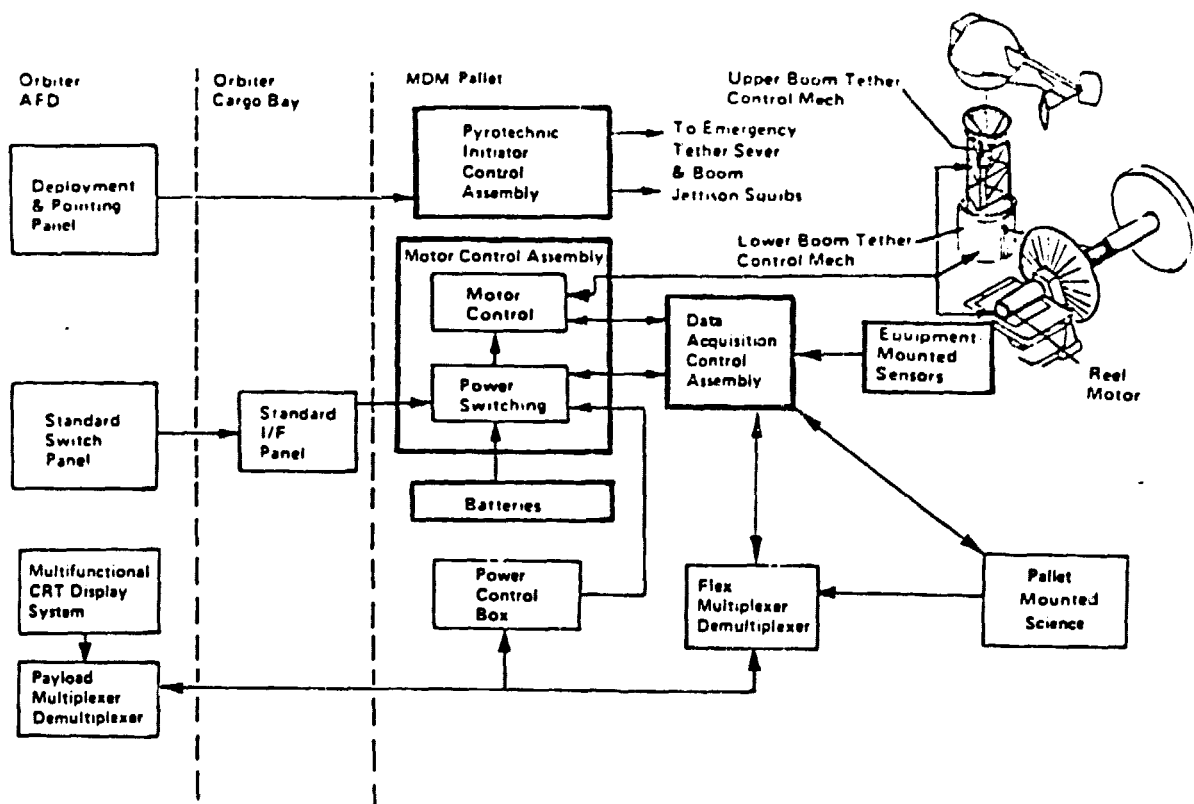 Orbiter
AFD
Orbiter
Cargo Bay
MDM Pallet
Upper Boom Tether
Control Mech
Pyrotechnic
Initiator
Control
Assembly
To Emergency
Tether Sever
& Boom
Jettison Squibs
Deployment
& Pointing
Panel
Lower Boom Tether
Control Mech
Motor Control Assembly
Motor
Control
Data
Acquisition
Control
Assembly
Equipment
Mounted
Sensors
Reel
Motor
Power
Switching
Standard
Switch
Panel
Standard
I/F
Panel
Batteries
Multifunctional
CRT Display
System
Power
Control
Box
Flex
Multiplexer
Demultiplexer
Pallet
Mounted
Science
Payload
Multiplexer
Demultiplexer